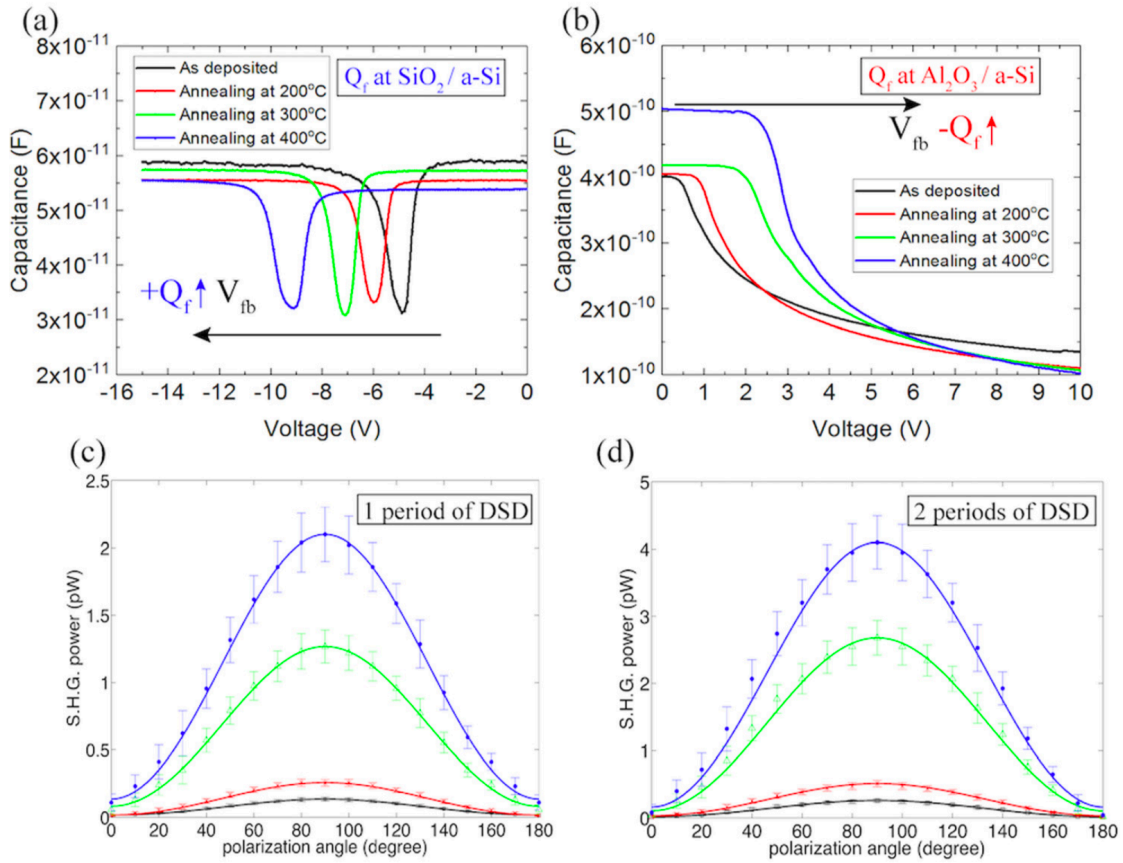 (a)
8x10⁻¹¹
7x10⁻¹¹
6x10⁻¹¹
5x10⁻¹¹
4x10⁻¹¹
3x10⁻¹¹
2x10⁻¹¹
Capacitance (F)
As deposited
Annealing at 200°C
Annealing at 300°C
Annealing at 400°C
Q_f at SiO₂ / a-Si
+Q_f ↑ V_fb
-16 -14 -12 -10 -8 -6 -4 -2 0
Voltage (V)
(b)
6x10⁻¹⁰
5x10⁻¹⁰
4x10⁻¹⁰
3x10⁻¹⁰
2x10⁻¹⁰
1x10⁻¹⁰
Capacitance (F)
Q_f at Al₂O₃ / a-Si
V_fb -Q_f ↑
As deposited
Annealing at 200°C
Annealing at 300°C
Annealing at 400°C
0 1 2 3 4 5 6 7 8 9 10
Voltage (V)
(c)
2.5
2
1.5
1
0.5
0
S.H.G. power (pW)
1 period of DSD
0 20 40 60 80 100 120 140 160 180
polarization angle (degree)
(d)
5
4
3
2
1
0
S.H.G. power (pW)
2 periods of DSD
0 20 40 60 80 100 120 140 160 180
polarization angle (degree)